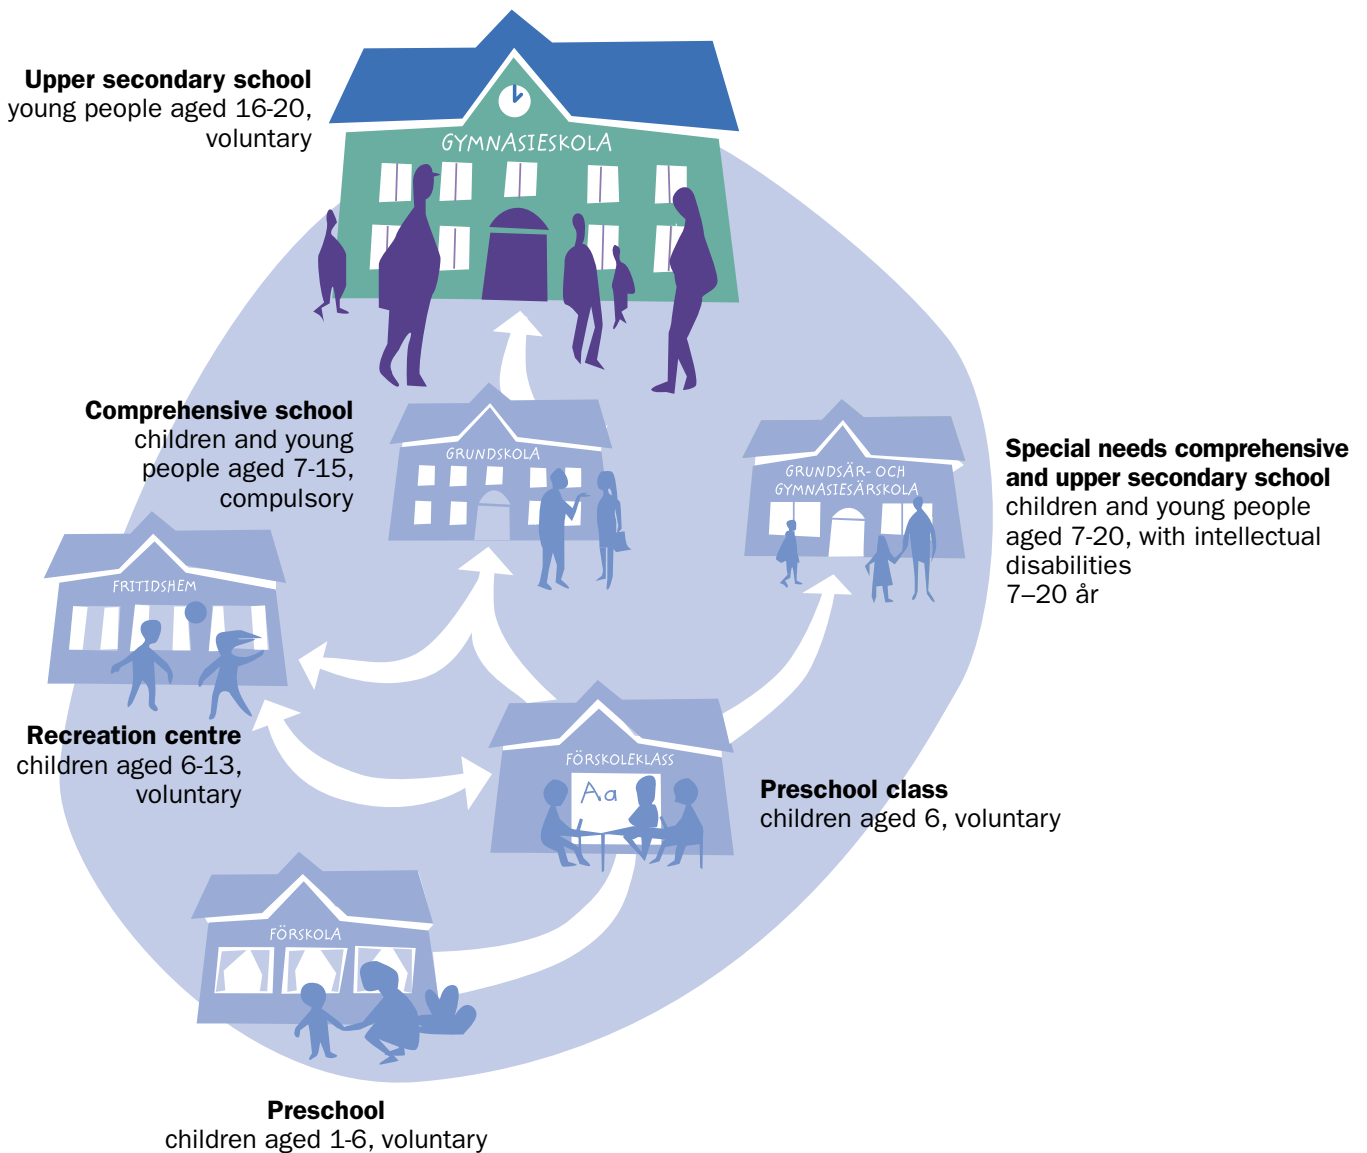 Upper secondary school
young people aged 16-20,
voluntary
GYMNASIESKOLA
Comprehensive school
children and young
people aged 7-15,
compulsory
GRUNDSKOLA
GRUNDSÄR- OCH
GYMNASIESÄRSKOLA
Special needs comprehensive
and upper secondary school
children and young people
aged 7-20, with intellectual
disabilities
7–20 år
FRITIDSHEM
Recreation centre
children aged 6-13,
voluntary
FÖRSKOLEKLASS
Aa
Preschool class
children aged 6, voluntary
FÖRSKOLA
Preschool
children aged 1-6, voluntary